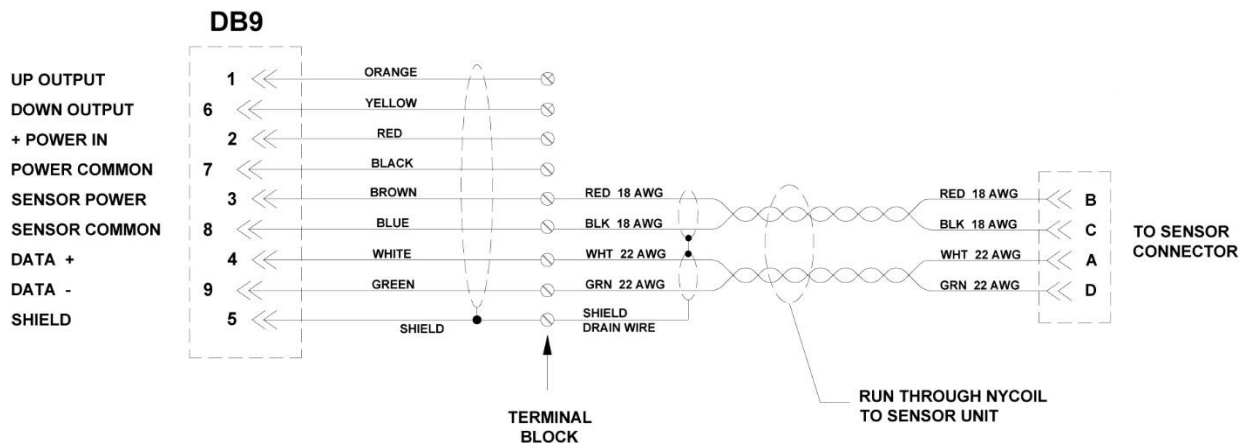 DB9
UP OUTPUT 1 ORANGE
DOWN OUTPUT 6 YELLOW
+ POWER IN 2 RED
POWER COMMON 7 BLACK
SENSOR POWER 3 BROWN RED 18 AWG RED 18 AWG B
SENSOR COMMON 8 BLUE BLK 18 AWG BLK 18 AWG C
DATA + 4 WHITE WHT 22 AWG WHT 22 AWG A
DATA - 9 GREEN GRN 22 AWG GRN 22 AWG D
SHIELD 5 SHIELD SHIELD
DRAIN WIRE
TO SENSOR
CONNECTOR
TERMINAL
BLOCK
RUN THROUGH NYCOIL
TO SENSOR UNIT